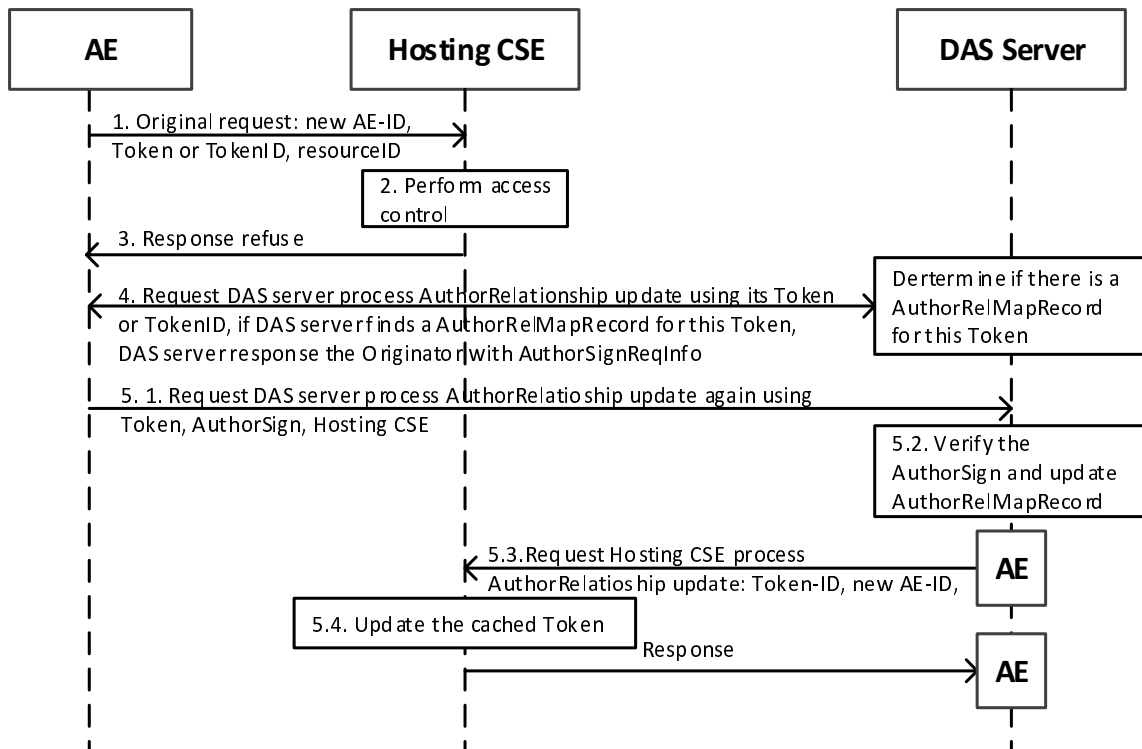 AE
Hosting CSE
DAS Server
1. Original request: new AE-ID,
Token or TokenID, resourceID
2. Perform access
control
3. Response refuse
4. Request DAS server process AuthorRelationship update using its Token
or TokenID, if DAS server finds a AuthorRelMapRecord for this Token,
DAS server response the Originator with AuthorSignReqInfo
Dertermine if there is a
AuthorRelMapRecord
for this Token
5. 1. Request DAS server process AuthorRelatioship update again using
Token, AuthorSign, Hosting CSE
5.2. Verify the
AuthorSign and update
AuthorRelMapRecord
5.3.Request Hosting CSE process
AuthorRelatioship update: Token-ID, new AE-ID,
AE
5.4. Update the cached Token
Response
AE